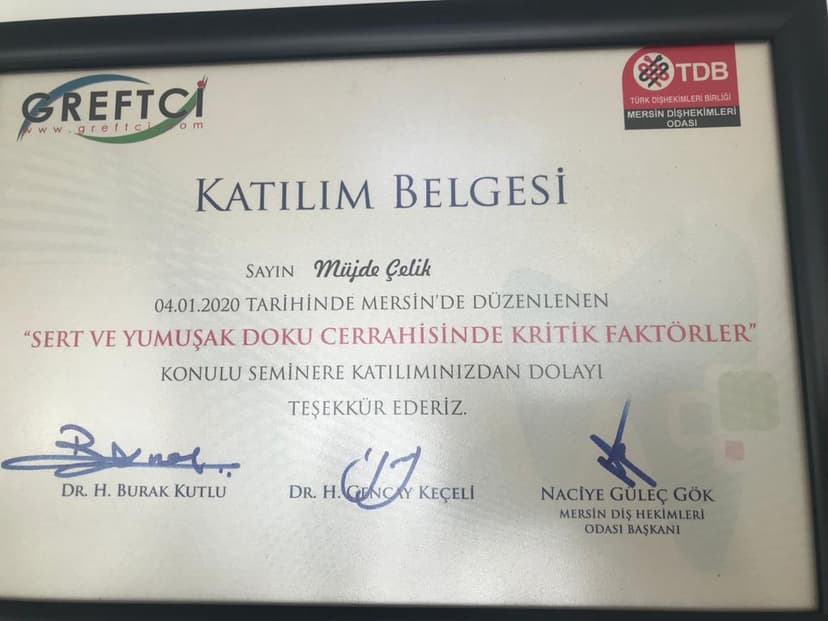 GREFTCİ
www.greftci.com
TDB
TÜRK DİŞHEKİMLERİ BİRLİĞİ
MERSİN DİŞHEKİMLERİ
ODASI
KATILIM BELGESİ
SAYIN Müjde Çelik
04.01.2020 TARİHİNDE MERSİN'DE DÜZENLENEN
“SERT VE YUMUŞAK DOKU CERRAHİSİNDE KRİTİK FAKTÖRLER”
KONULU SEMİNERE KATILIMINIZDAN DOLAYI
TEŞEKKÜR EDERİZ.
DR. H. BURAK KUTLU
DR. H. GENÇAY KEÇELİ
NACİYE GÜLEÇ GÖK
MERSİN DİŞ HEKİMLERİ
ODASI BAŞKANI